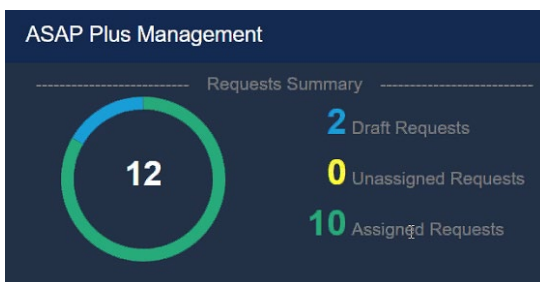 ASAP Plus Management
Requests Summary
12
2 Draft Requests
0 Unassigned Requests
10 Assigned Requests